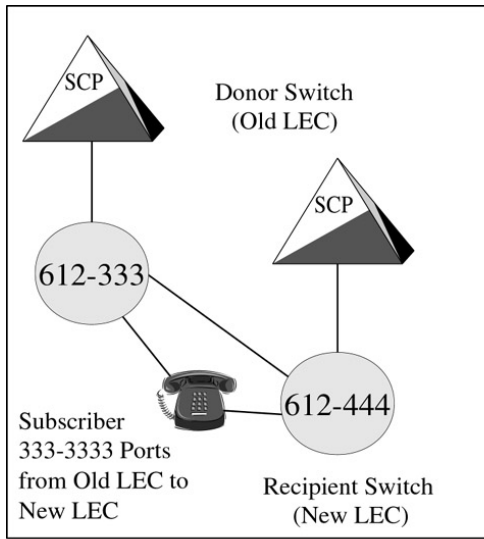 SCP
Donor Switch
(Old LEC)
SCP
612-333
612-444
Subscriber
333-3333 Ports
from Old LEC to
New LEC
Recipient Switch
(New LEC)